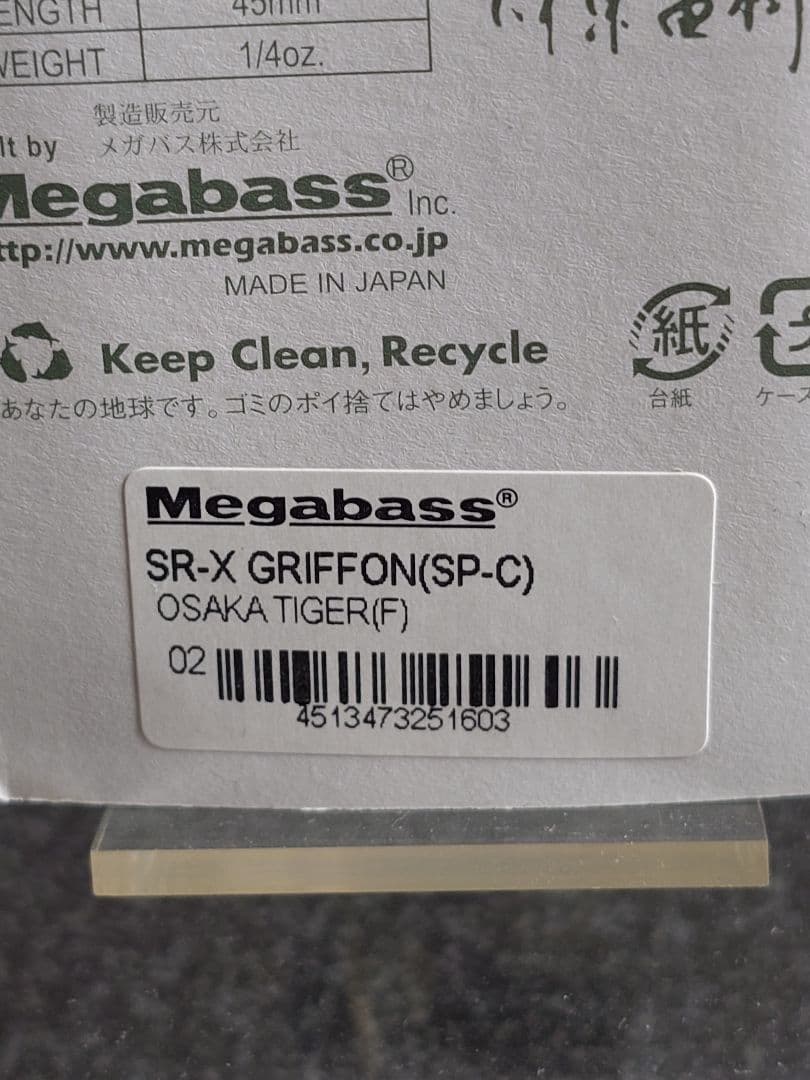 ENGTH 45mm
WEIGHT 1/4oz.
製造販売元
lt by メガバス株式会社
Megabass® Inc.
ttp://www.megabass.co.jp
MADE IN JAPAN
Keep Clean, Recycle
あなたの地球です。ゴミのポイ捨てはやめましょう。
紙
台紙
ケース
Megabass®
SR-X GRIFFON(SP-C)
OSAKA TIGER(F)
02
4513473251603